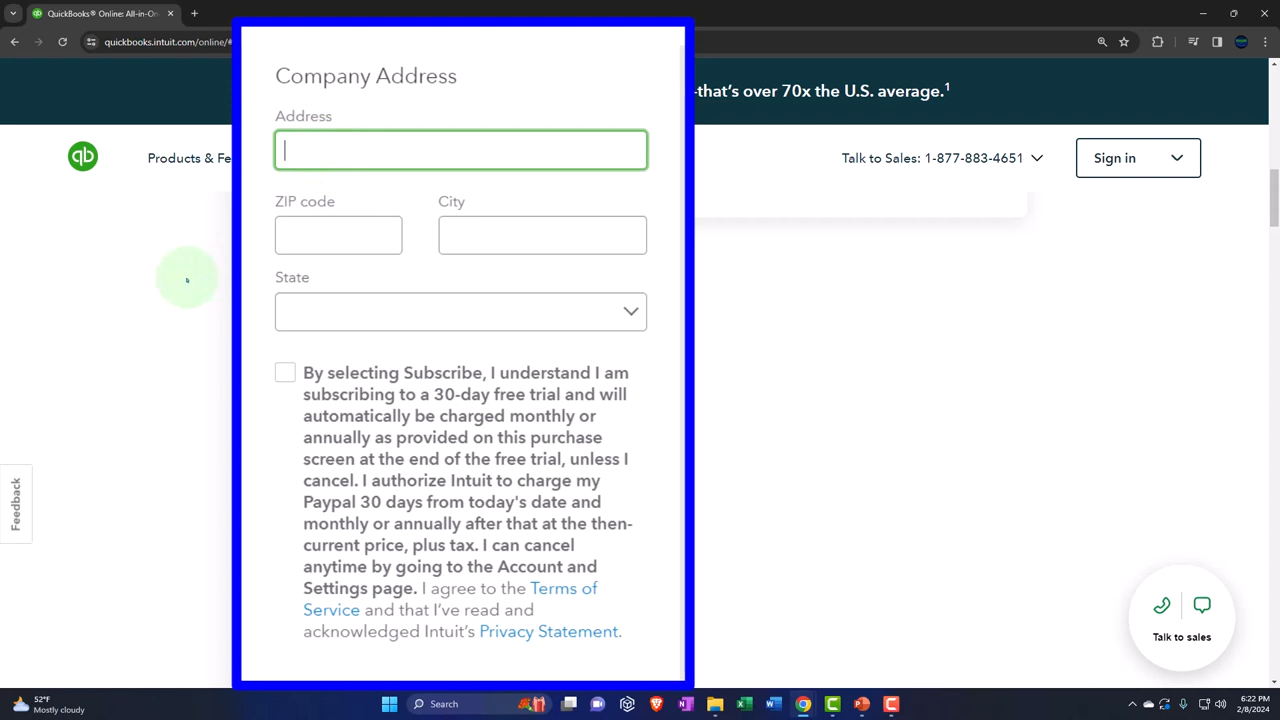 QuickBooks® Online All-in-On
quickbooks.intuit.com/online/
-that's over 70x the U.S. average.¹
qb
Products & Fe
Talk to Sales: 1-877-883-4651
Sign in
Company Address
Address
ZIP code
City
State
By selecting Subscribe, I understand I am
subscribing to a 30-day free trial and will
automatically be charged monthly or
annually as provided on this purchase
screen at the end of the free trial, unless I
cancel. I authorize Intuit to charge my
Paypal 30 days from today's date and
monthly or annually after that at the then-
current price, plus tax. I can cancel
anytime by going to the Account and
Settings page. I agree to the Terms of
Service and that I've read and
acknowledged Intuit's Privacy Statement.
Feedback
Talk to sales
52°F
Mostly cloudy
Search
6:22 PM
2/8/2024